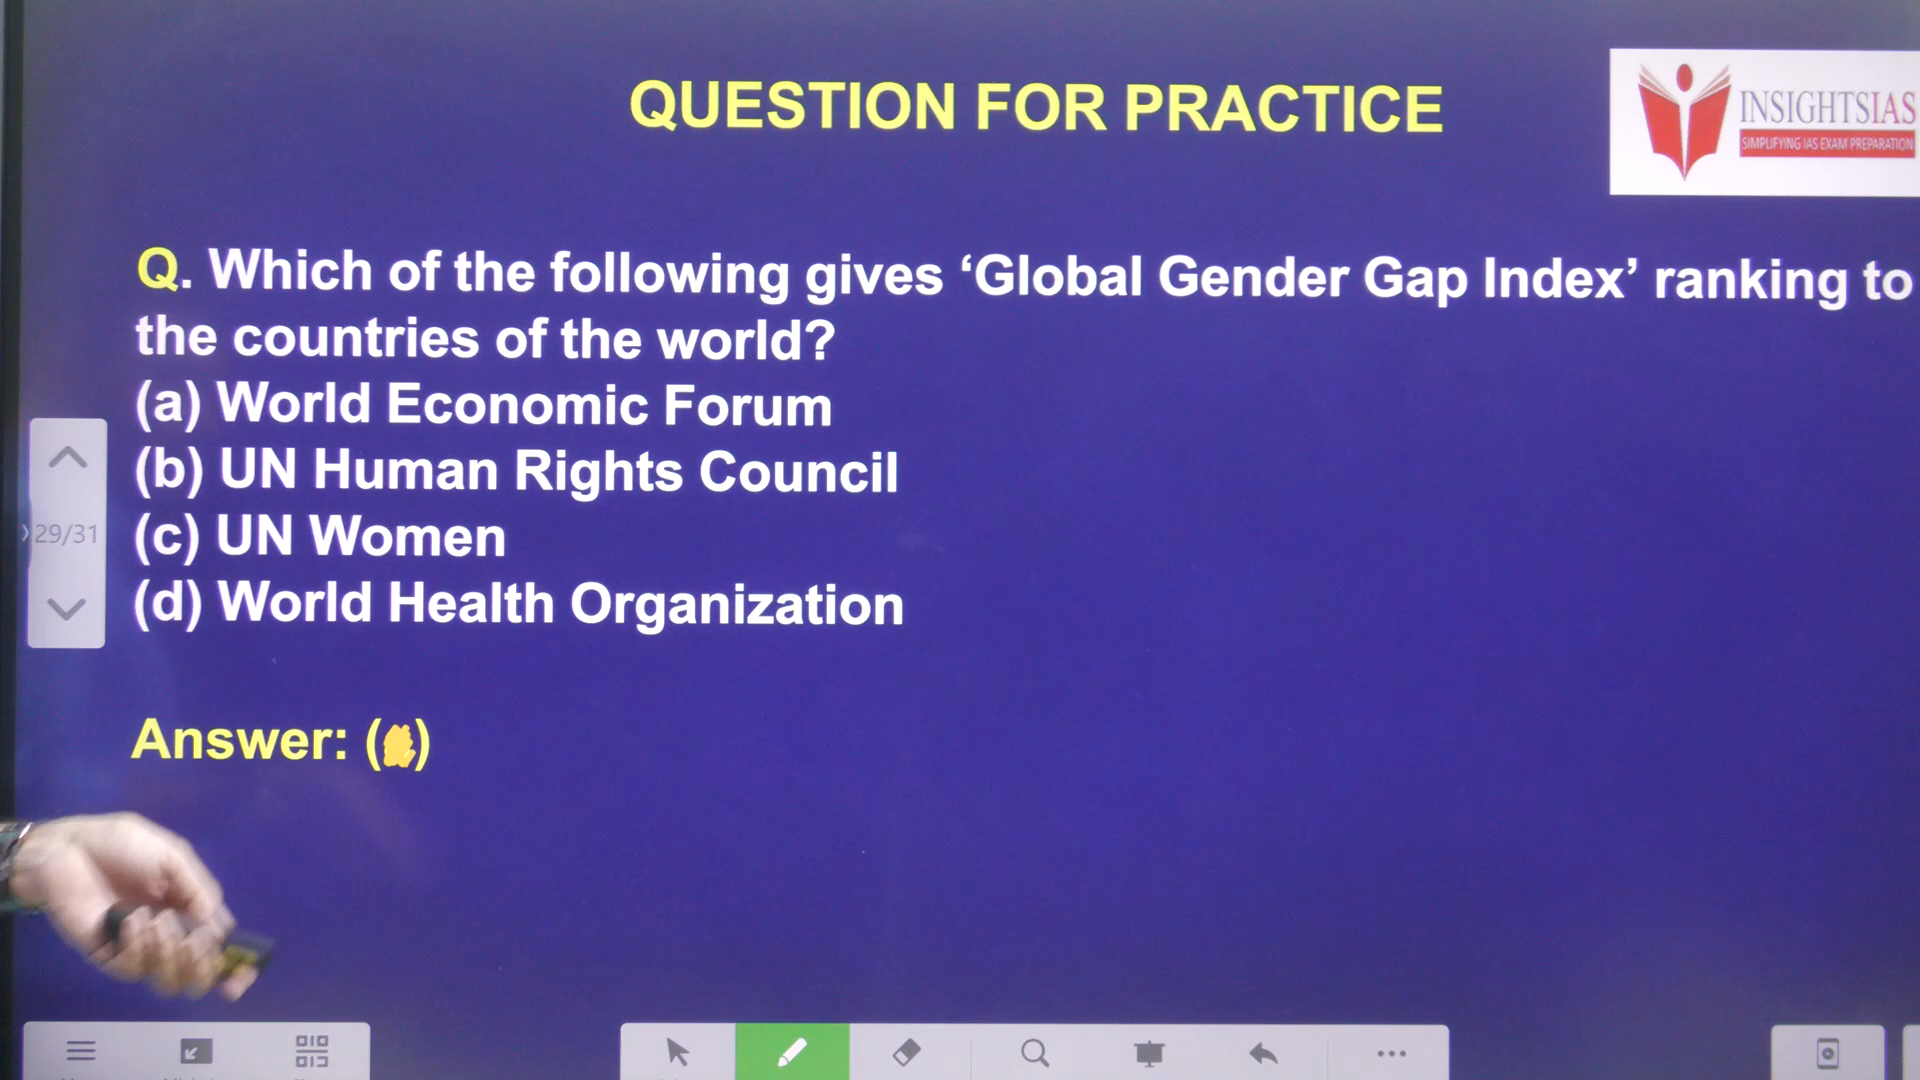 QUESTION FOR PRACTICE
INSIGHTSIAS
SIMPLIFYING IAS EXAM PREPARATION
Q. Which of the following gives ‘Global Gender Gap Index’ ranking to
the countries of the world?
(a) World Economic Forum
(b) UN Human Rights Council
(c) UN Women
(d) World Health Organization
29/31
Answer: ( )